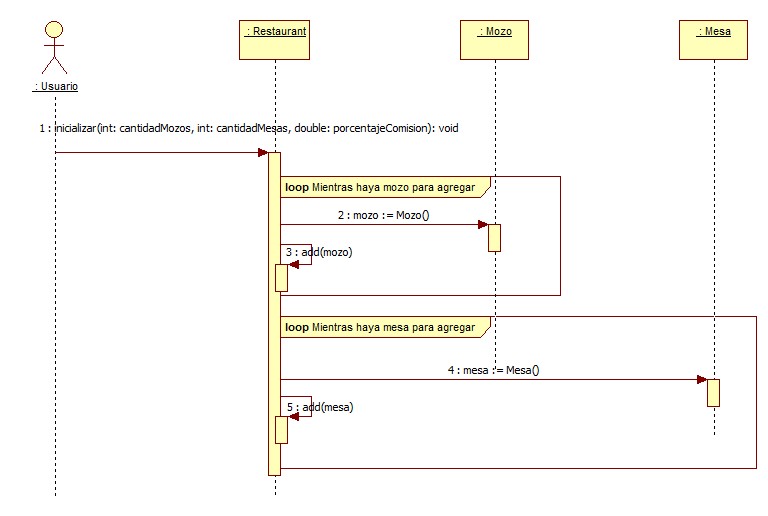 : Restaurant
: Mozo
: Mesa
: Usuario
1 : inicializar(int: cantidadMozos, int: cantidadMesas, double: porcentajeComision): void
loop Mientras haya mozo para agregar
2 : mozo := Mozo()
3 : add(mozo)
loop Mientras haya mesa para agregar
4 : mesa := Mesa()
5 : add(mesa)